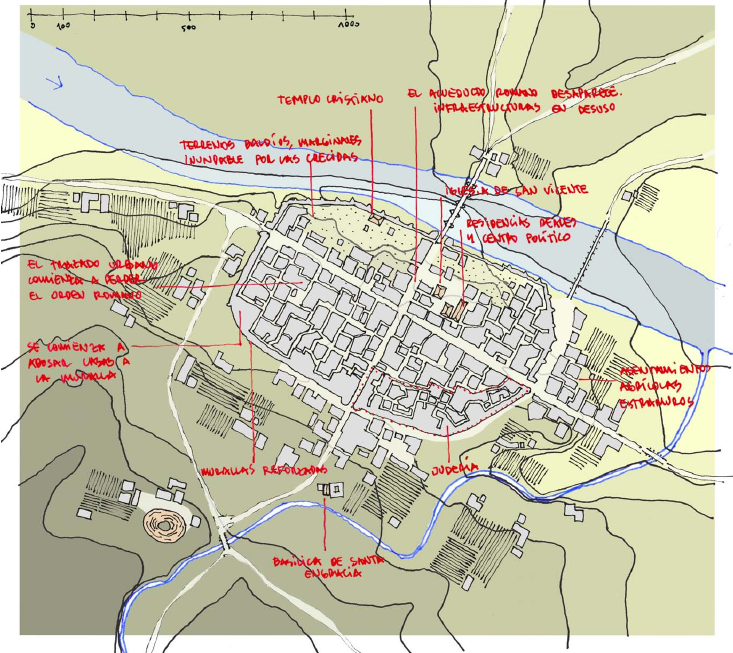 0 100 500 1000
TEMPLO CRISTIANO
EL ACUEDUCTO ROMANO DESAPARECE.
INFRAESTRUCTURAS EN DESUSO
TERRENOS BALDÍOS, MARGINALES
INUNDABLE POR LAS CRECIDAS
IGLESIA DE SAN VICENTE
RESIDENCIAS REALES
Y CENTRO POLÍTICO
EL TRAZADO URBANO
COMIENZA A PERDER
EL ORDEN ROMANO
SE COMIENZA A
ADOSAR CASAS A
LA MURALLA
ASENTAMIENTOS
AGRÍCOLAS
EXTRAMUROS
MURALLAS REFORZADAS
JUDERÍA
BASÍLICA DE SANTA
ENGRACIA